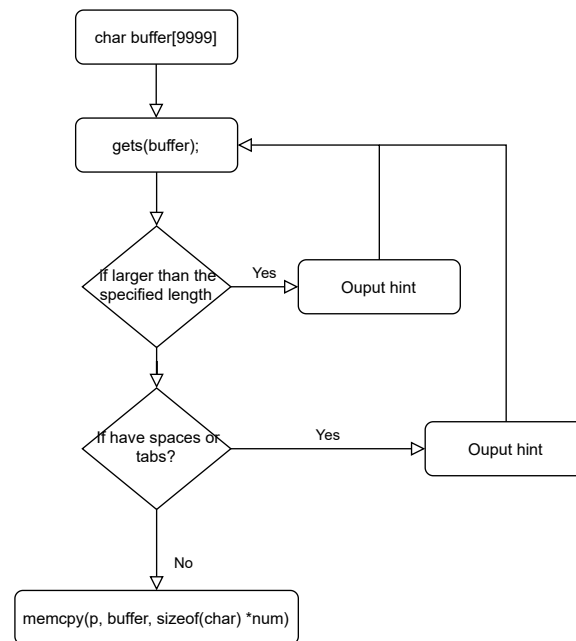 char buffer[9999]
gets(buffer);
If larger than the
specified length
Yes
Ouput hint
If have spaces or
tabs?
Yes
Ouput hint
No
memcpy(p, buffer, sizeof(char) *num)